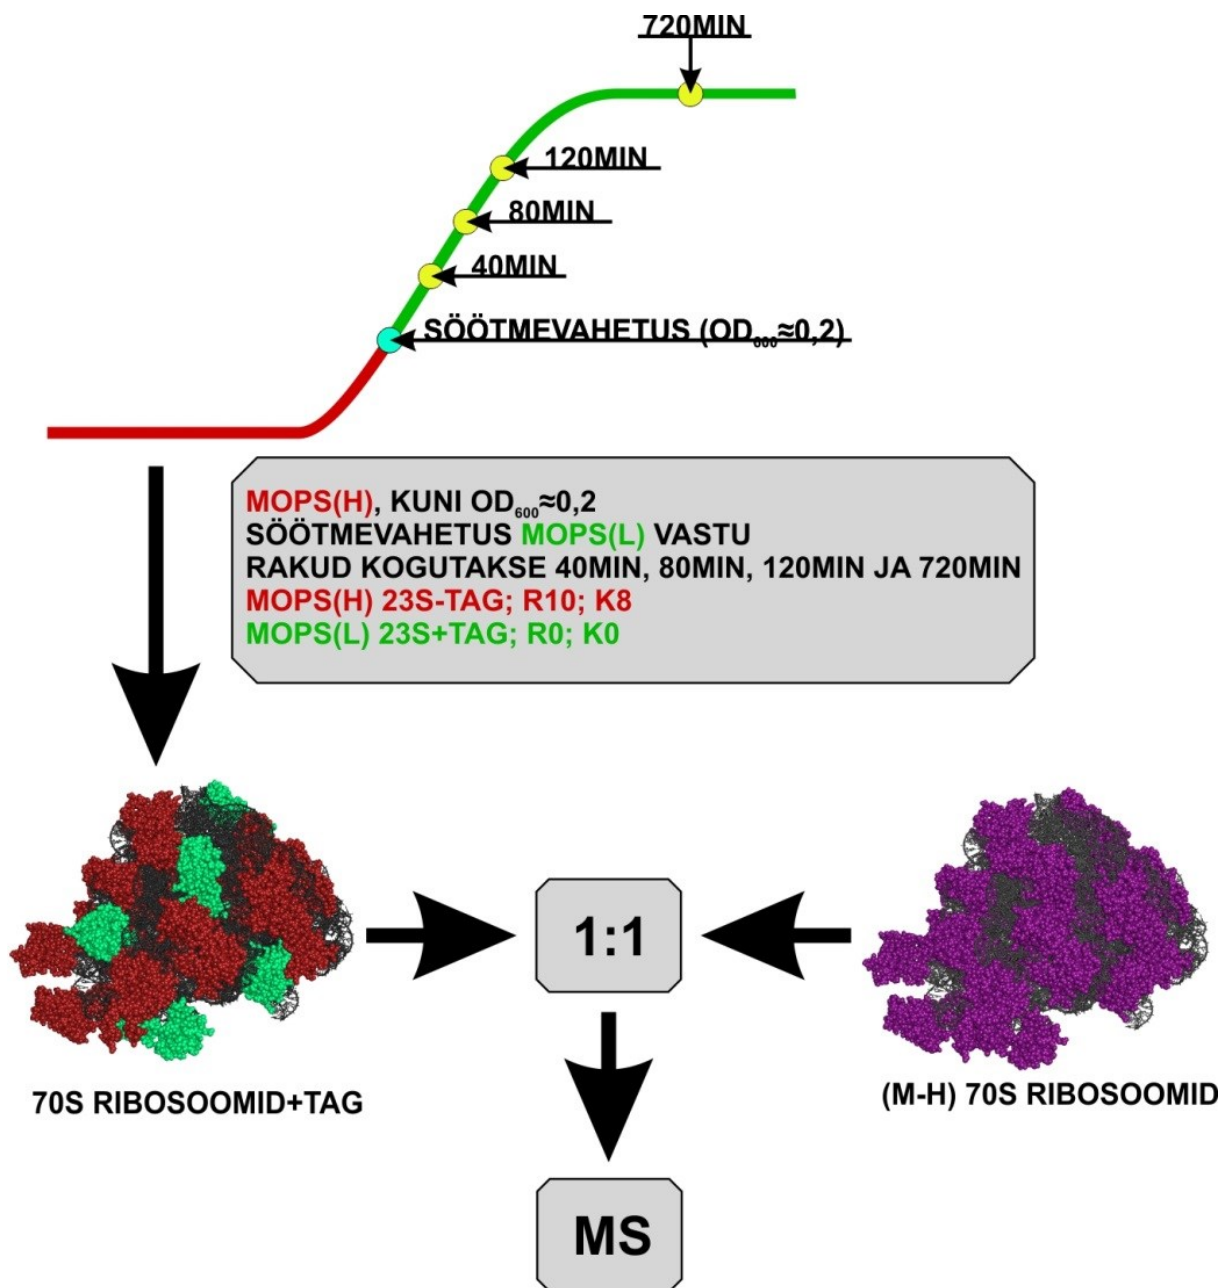 720MIN
120MIN
80MIN
40MIN
SÖÖTMEVAHETUS (OD₆₀₀≈0,2)
MOPS(H), KUNI OD₆₀₀≈0,2
SÖÖTMEVAHETUS MOPS(L) VASTU
RAKUD KOGUTAKSE 40MIN, 80MIN, 120MIN JA 720MIN
MOPS(H) 23S-TAG; R10; K8
MOPS(L) 23S+TAG; R0; K0
1:1
70S RIBOSOOMID+TAG
(M-H) 70S RIBOSOOMID
MS